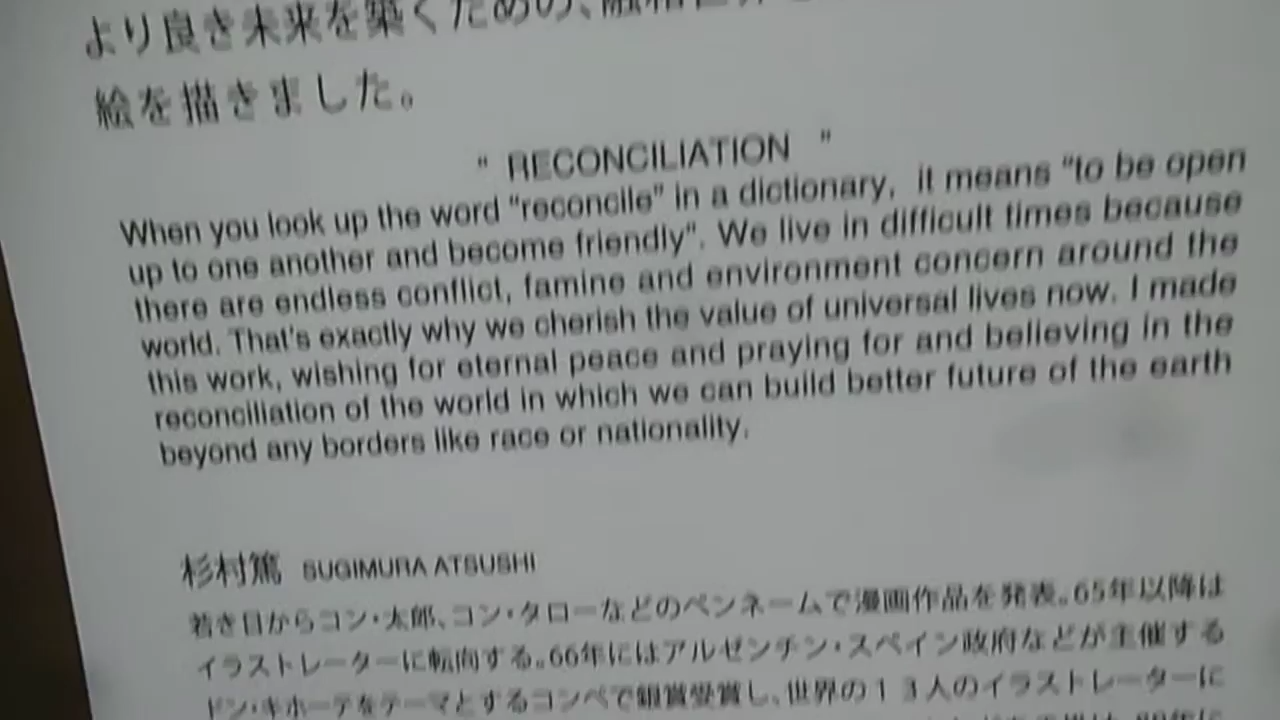 より良き未来を築くための、融和世界
絵を描きました。
“ RECONCILIATION ”
When you look up the word “reconcile” in a dictionary, it means “to be open
up to one another and become friendly”. We live in difficult times because
there are endless conflict, famine and environment concern around the
world. That’s exactly why we cherish the value of universal lives now. I made
this work, wishing for eternal peace and praying for and believing in the
reconciliation of the world in which we can build better future of the earth
beyond any borders like race or nationality.
杉村篤 SUGIMURA ATSUSHI
若き日からコン・太郎、コン・タローなどのペンネームで漫画作品を発表。65年以降は
イラストレーターに転向する。66年にはアルゼンチン・スペイン政府などが主催する
ドン・キホーテをテーマとするコンペで銀賞受賞し、世界の13人のイラストレーターに